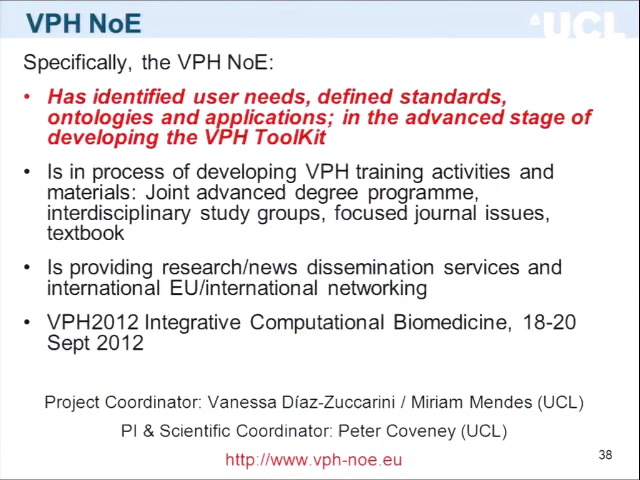 VPH NoE
UCL
Specifically, the VPH NoE:
• Has identified user needs, defined standards,
ontologies and applications; in the advanced stage of
developing the VPH ToolKit
• Is in process of developing VPH training activities and
materials: Joint advanced degree programme,
interdisciplinary study groups, focused journal issues,
textbook
• Is providing research/news dissemination services and
international EU/international networking
• VPH2012 Integrative Computational Biomedicine, 18-20
Sept 2012
Project Coordinator: Vanessa Díaz-Zuccarini / Miriam Mendes (UCL)
PI & Scientific Coordinator: Peter Coveney (UCL)
http://www.vph-noe.eu
38